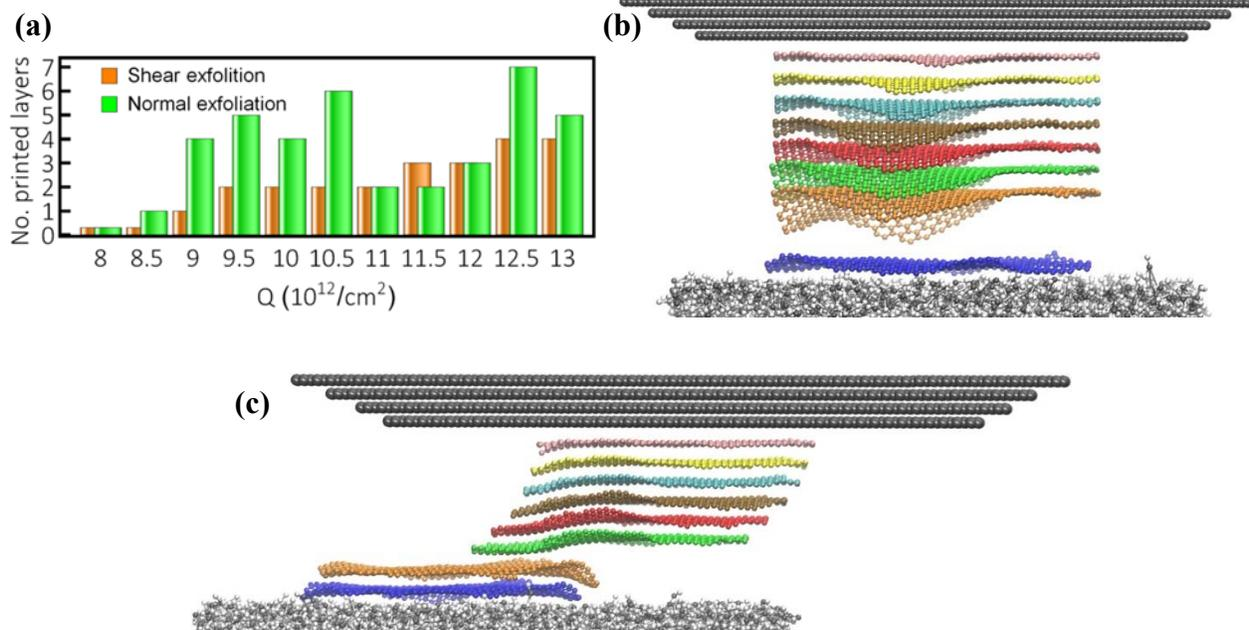 (a)
(b)
No. printed layers
7
6
5
4
3
2
1
0
Shear exfolition
Normal exfoliation
8 8.5 9 9.5 10 10.5 11 11.5 12 12.5 13
Q (10¹²/cm²)
(c)